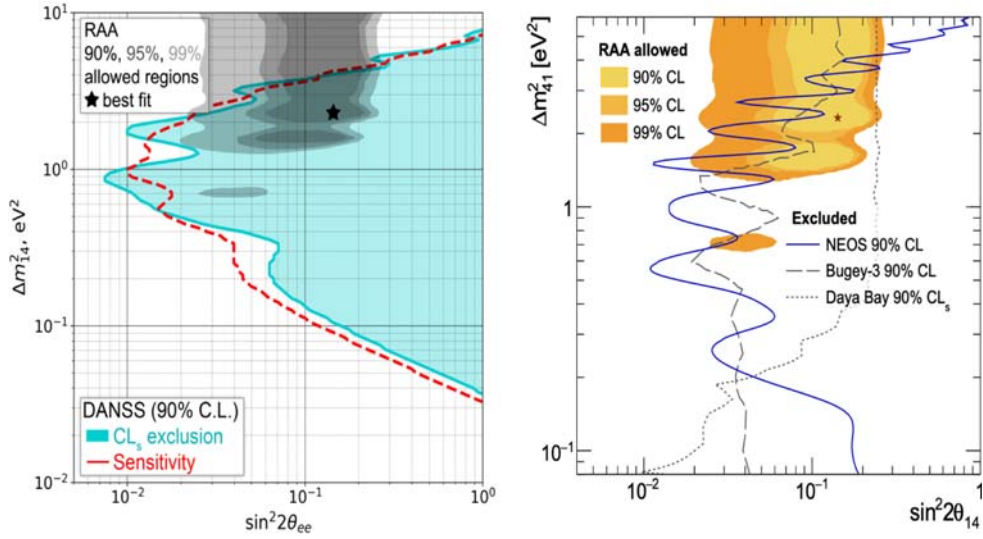 RAA
90%, 95%, 99%
allowed regions
★ best fit
10¹
10⁰
10⁻¹
10⁻²
Δm²₁₄, eV²
DANSS (90% C.L.)
CLₛ exclusion
Sensitivity
10⁻² 10⁻¹ 10⁰
sin²2θₑₑ
Δm²₄₁ [eV²]
RAA allowed
90% CL
95% CL
99% CL
1
Excluded
NEOS 90% CL
Bugey-3 90% CL
Daya Bay 90% CLₛ
10⁻¹
10⁻² 10⁻¹ 1
sin²2θ₁₄